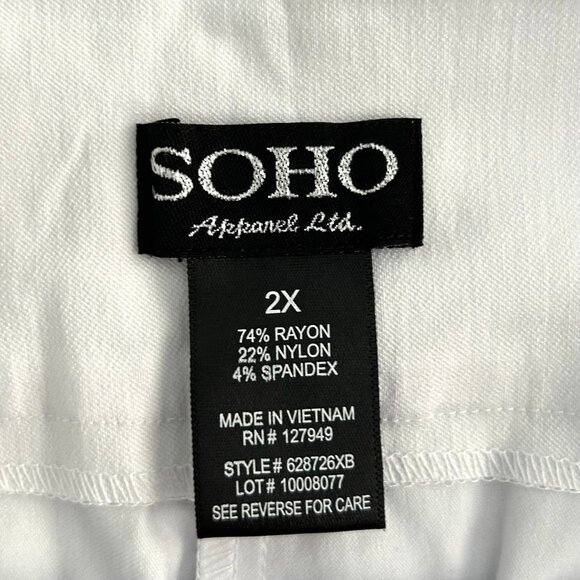 SOHO
Apparel Ltd.
2X
74% RAYON
22% NYLON
4% SPANDEX
MADE IN VIETNAM
RN# 127949
STYLE# 628726XB
LOT# 10008077
SEE REVERSE FOR CARE